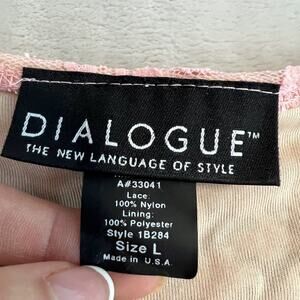 DIALOGUE™
THE NEW LANGUAGE OF STYLE
A#33041
Lace:
100% Nylon
Lining:
100% Polyester
Style 1B284
Size L
Made in U.S.A.